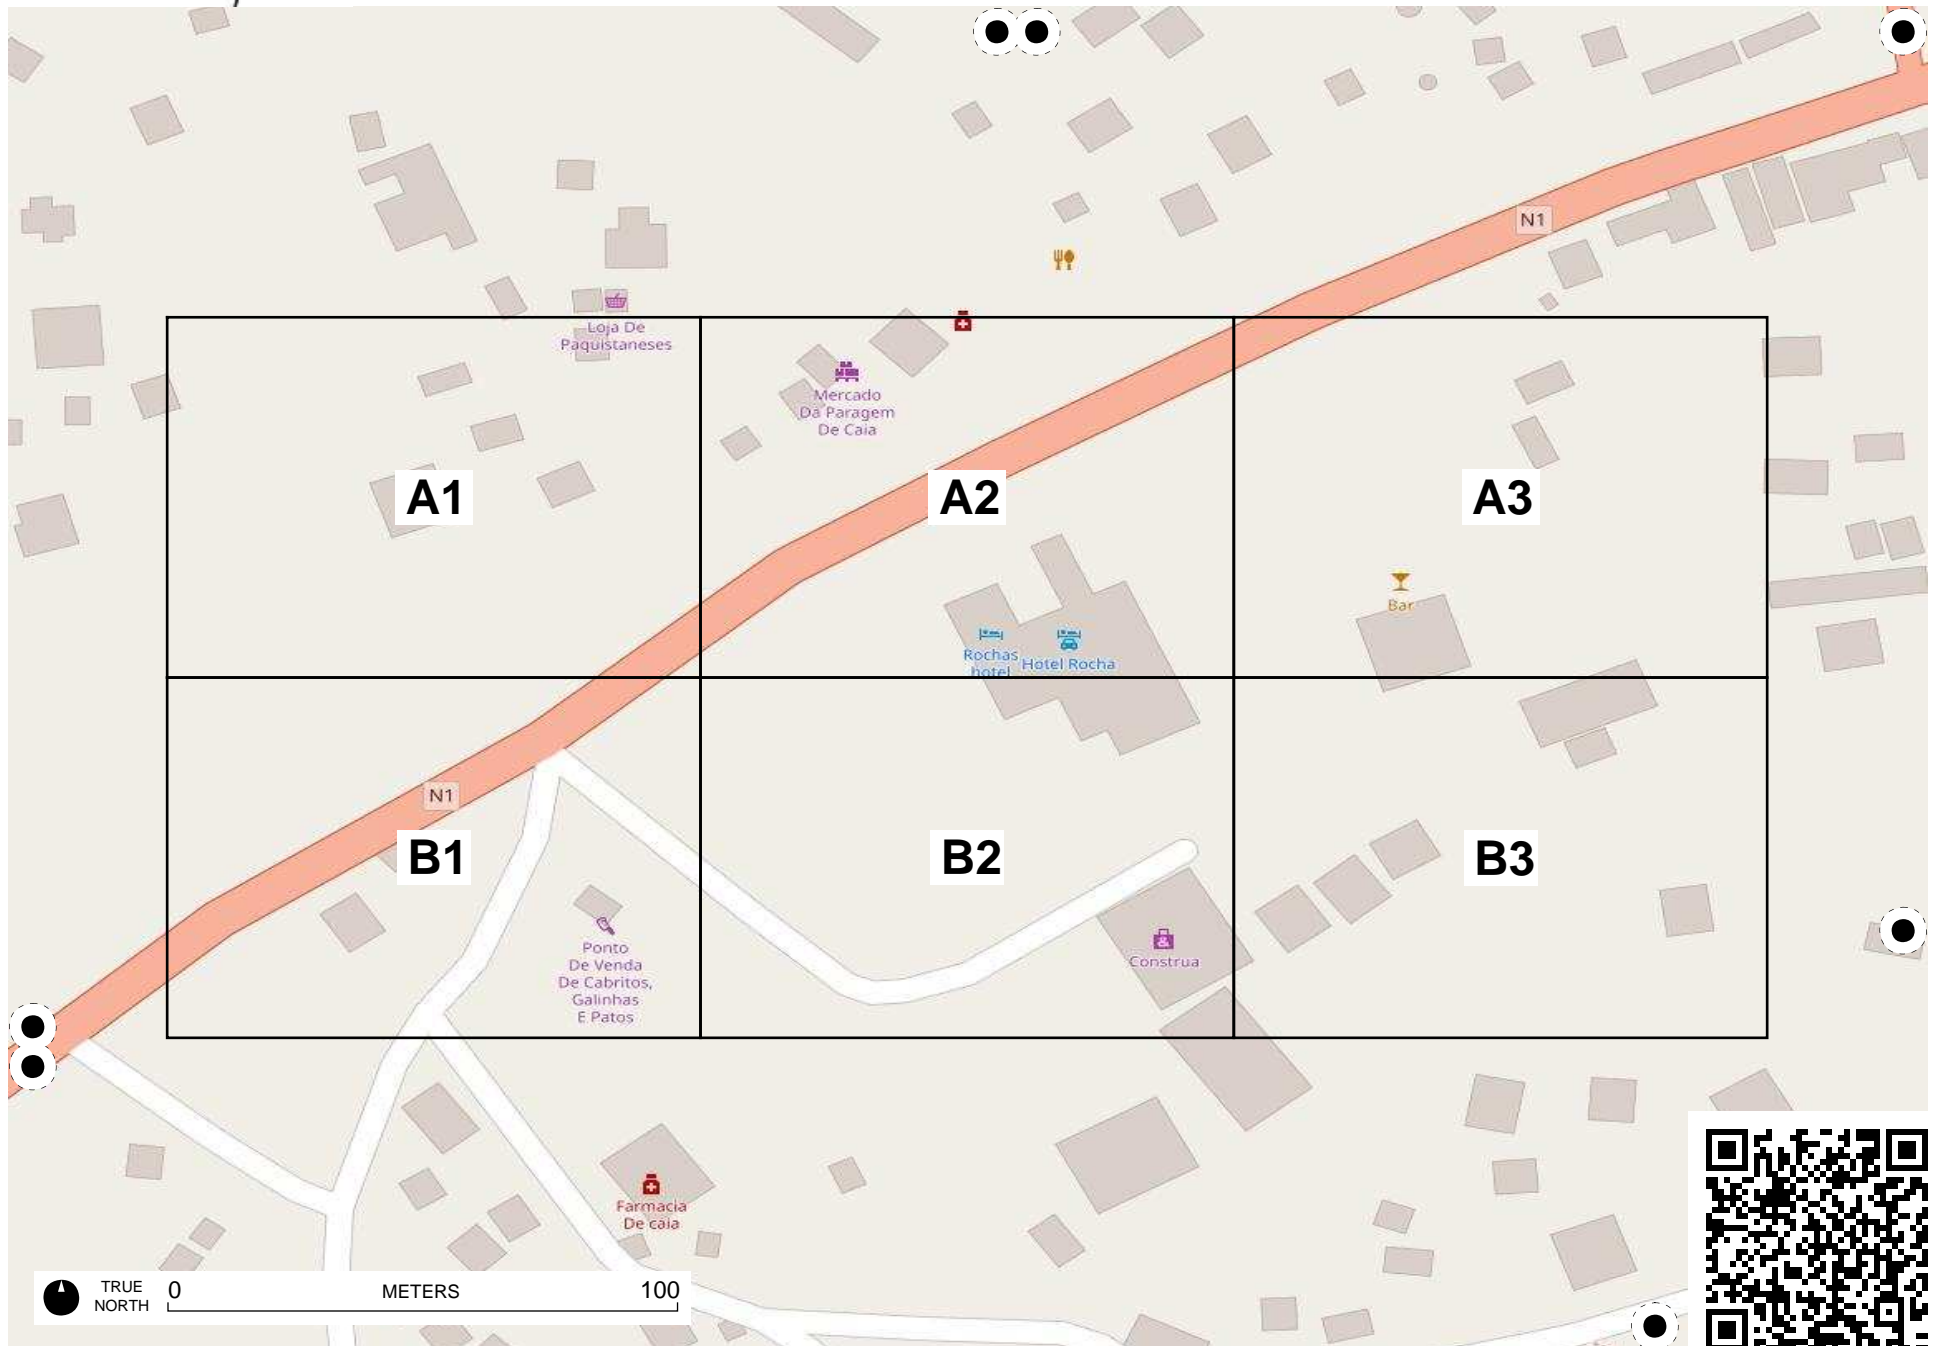 N1
Loja De
Paquistaneses
Mercado
Da Paragem
De Caia
A1
A2
A3
Bar
Rochas
hotel
Hotel Rocha
N1
B1
B2
B3
Ponto
De Venda
De Cabritos,
Galinhas
E Patos
Construa
Farmacia
De caia
TRUE
NORTH
0
METERS
100